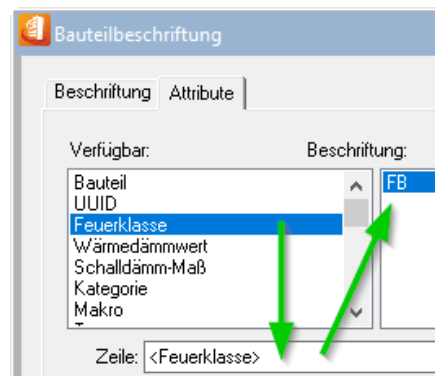 Bauteilbeschriftung
Beschriftung Attribute
Verfügbar: Beschriftung:
Bauteil FB
UUID
Feuerklasse
Wärmedämmwert
Schalldämm-Maß
Kategorie
Makro
Zeile: <Feuerklasse>